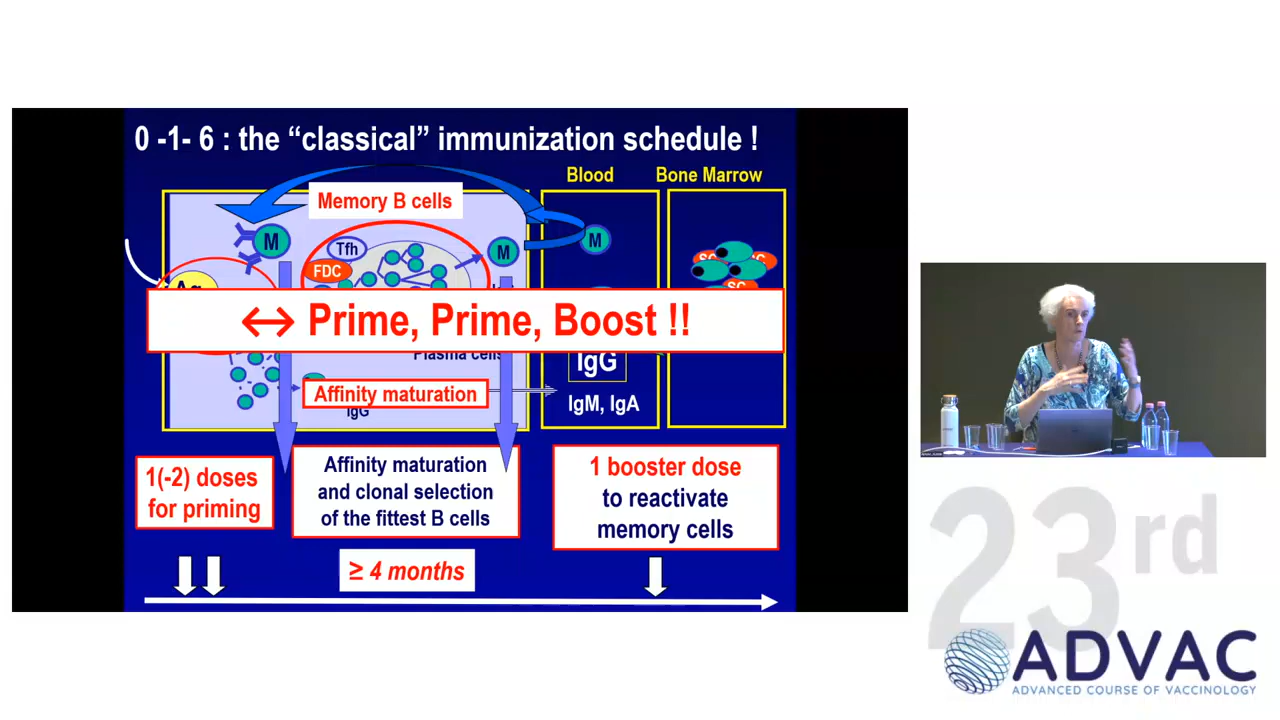 0 -1- 6 : the “classical” immunization schedule !
Blood
Bone Marrow
Memory B cells
M
Tfh
M
M
FDC
SC
Ag
↔ Prime, Prime, Boost !!
Plasma cells
IgG
Affinity maturation
IgG
IgM, IgA
1(-2) doses
for priming
Affinity maturation
and clonal selection
of the fittest B cells
1 booster dose
to reactivate
memory cells
≥ 4 months
23rd
ADVAC
ADVANCED COURSE OF VACCINOLOGY